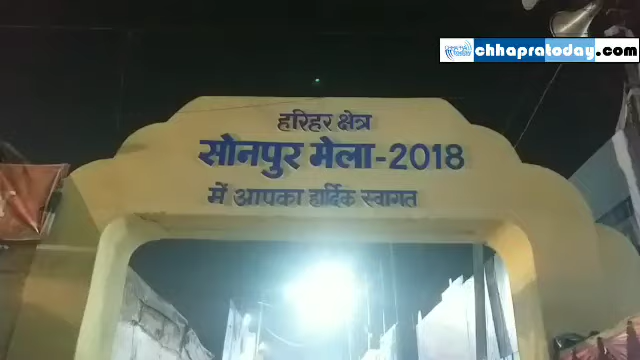 chhapratoday.com
हरिहर क्षेत्र
सोनपुर मेला-2018
में आपका हार्दिक स्वागत